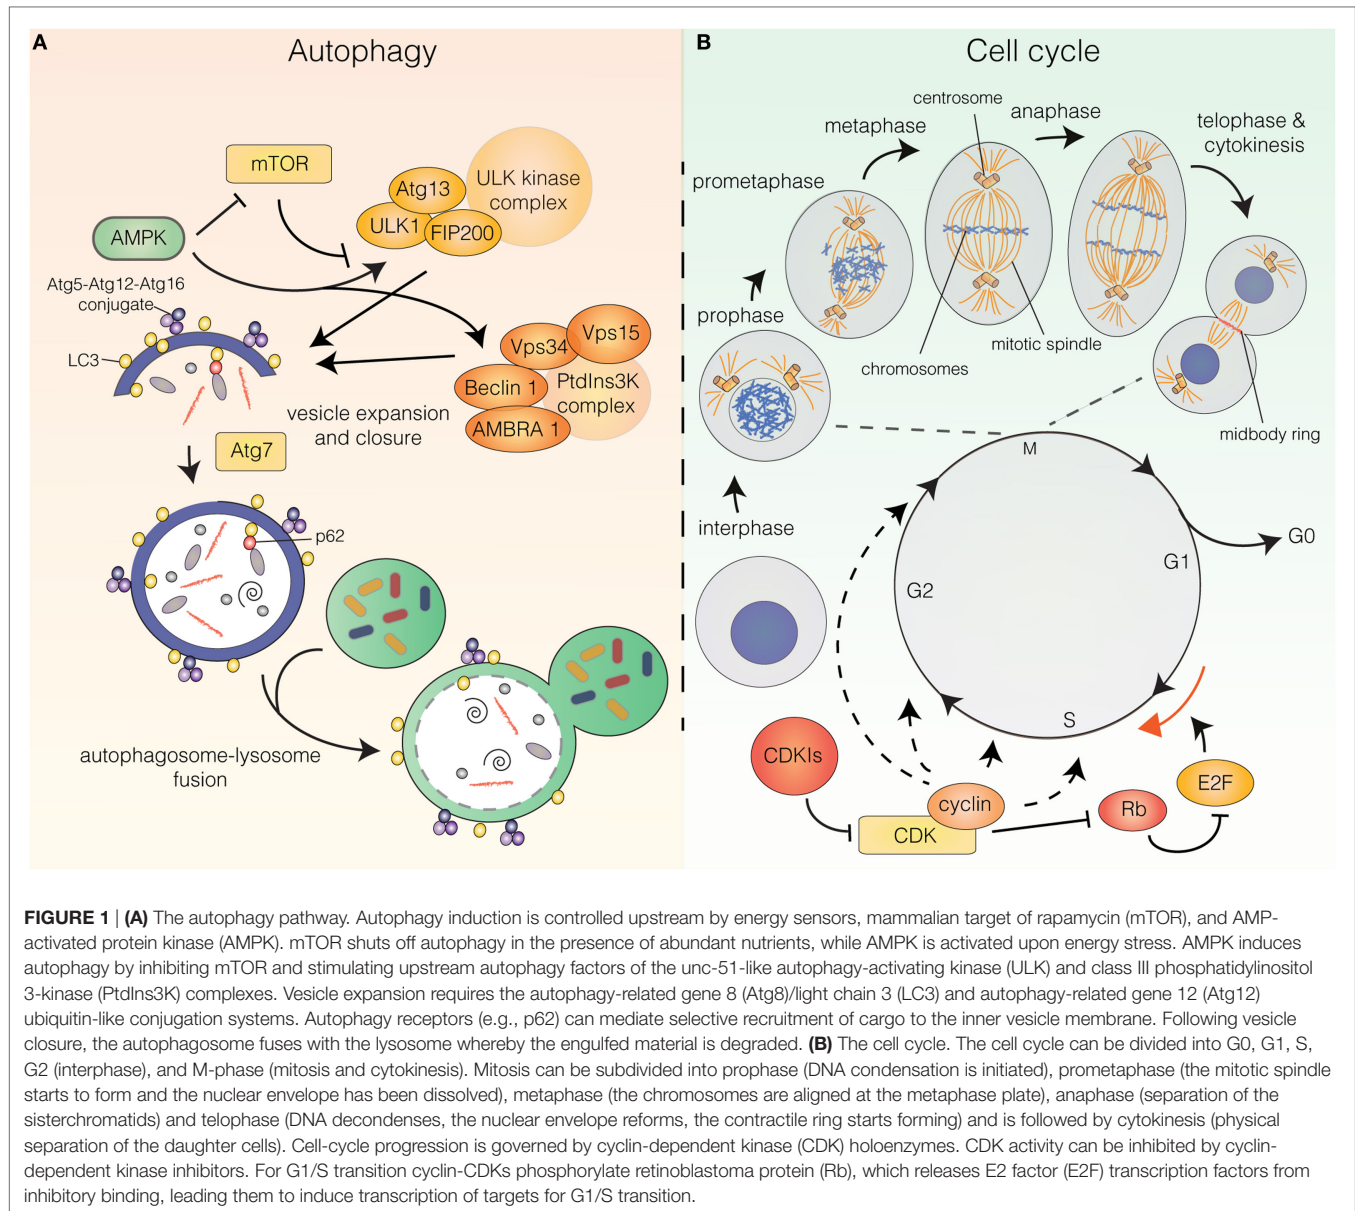 A
Autophagy
mTOR
AMPK
Atg13
ULK1
FIP200
ULK kinase
complex
Atg5-Atg12-Atg16
conjugate
LC3
Vps34
Vps15
Beclin 1
PtdIns3K
complex
AMBRA 1
vesicle expansion
and closure
Atg7
p62
autophagosome-lysosome
fusion
B
Cell cycle
centrosome
metaphase
anaphase
telophase &
cytokinesis
prometaphase
prophase
mitotic spindle
chromosomes
midbody ring
interphase
M
G0
G1
G2
S
CDKIs
cyclin
CDK
Rb
E2F
FIGURE 1 | (A) The autophagy pathway. Autophagy induction is controlled upstream by energy sensors, mammalian target of rapamycin (mTOR), and AMP-
activated protein kinase (AMPK). mTOR shuts off autophagy in the presence of abundant nutrients, while AMPK is activated upon energy stress. AMPK induces
autophagy by inhibiting mTOR and stimulating upstream autophagy factors of the unc-51-like autophagy-activating kinase (ULK) and class III phosphatidylinositol
3-kinase (PtdIns3K) complexes. Vesicle expansion requires the autophagy-related gene 8 (Atg8)/light chain 3 (LC3) and autophagy-related gene 12 (Atg12)
ubiquitin-like conjugation systems. Autophagy receptors (e.g., p62) can mediate selective recruitment of cargo to the inner vesicle membrane. Following vesicle
closure, the autophagosome fuses with the lysosome whereby the engulfed material is degraded. (B) The cell cycle. The cell cycle can be divided into G0, G1, S,
G2 (interphase), and M-phase (mitosis and cytokinesis). Mitosis can be subdivided into prophase (DNA condensation is initiated), prometaphase (the mitotic spindle
starts to form and the nuclear envelope has been dissolved), metaphase (the chromosomes are aligned at the metaphase plate), anaphase (separation of the
sisterchromatids) and telophase (DNA decondenses, the nuclear envelope reforms, the contractile ring starts forming) and is followed by cytokinesis (physical
separation of the daughter cells). Cell-cycle progression is governed by cyclin-dependent kinase (CDK) holoenzymes. CDK activity can be inhibited by cyclin-
dependent kinase inhibitors. For G1/S transition cyclin-CDKs phosphorylate retinoblastoma protein (Rb), which releases E2 factor (E2F) transcription factors from
inhibitory binding, leading them to induce transcription of targets for G1/S transition.